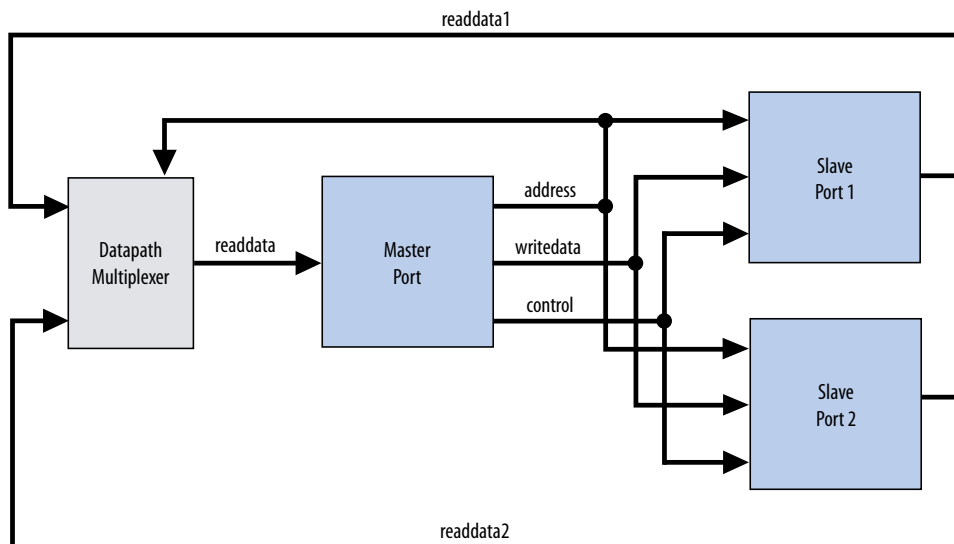 readdata1
Slave
Port 1
address
Datapath
Multiplexer
readdata
Master
Port
writedata
control
Slave
Port 2
readdata2